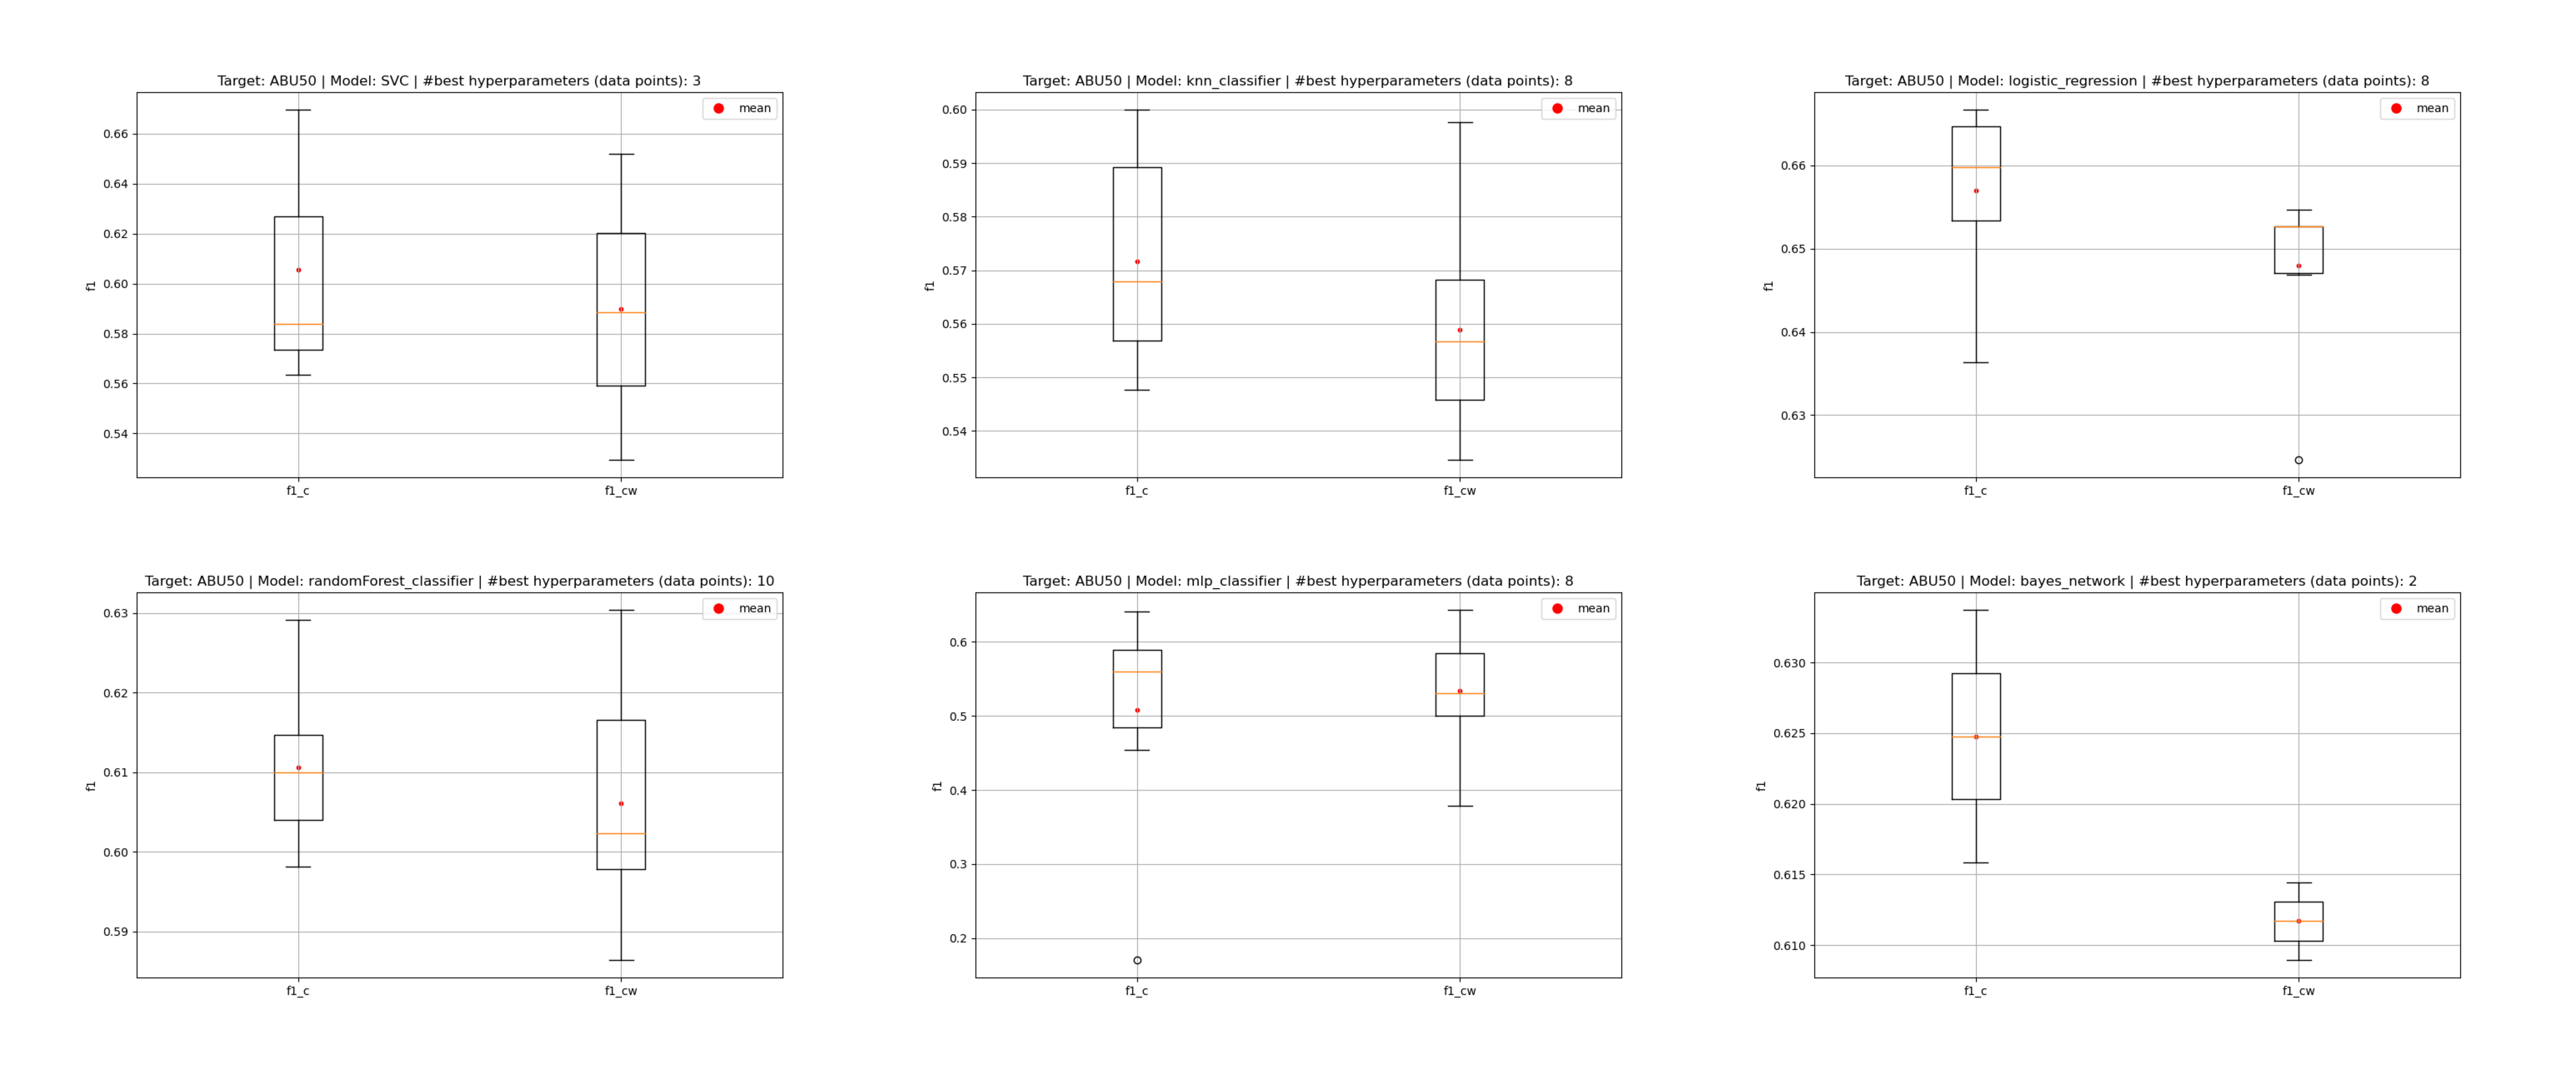 Target: ABU50 | Model: SVC | #best hyperparameters (data points): 3
mean
0.66
0.64
0.62
0.60
0.58
0.56
0.54
f1
f1_c
f1_cw
Target: ABU50 | Model: knn_classifier | #best hyperparameters (data points): 8
mean
0.60
0.59
0.58
0.57
0.56
0.55
0.54
f1
f1_c
f1_cw
Target: ABU50 | Model: logistic_regression | #best hyperparameters (data points): 8
mean
0.66
0.65
0.64
0.63
f1
f1_c
f1_cw
Target: ABU50 | Model: randomForest_classifier | #best hyperparameters (data points): 10
mean
0.63
0.62
0.61
0.60
0.59
f1
f1_c
f1_cw
Target: ABU50 | Model: mlp_classifier | #best hyperparameters (data points): 8
mean
0.6
0.5
0.4
0.3
0.2
f1
f1_c
f1_cw
Target: ABU50 | Model: bayes_network | #best hyperparameters (data points): 2
mean
0.630
0.625
0.620
0.615
0.610
f1
f1_c
f1_cw